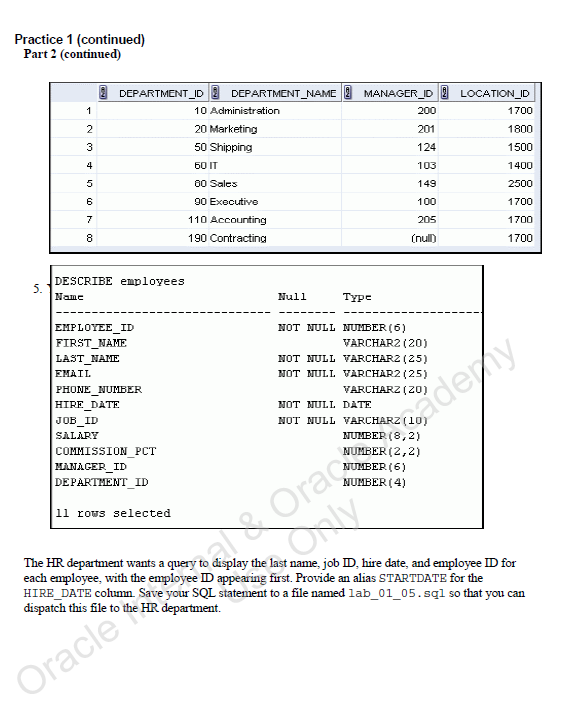 Practice 1 (continued)
Part 2 (continued)
DEPARTMENT_ID DEPARTMENT_NAME MANAGER_ID LOCATION_ID
1 10 Administration 200 1700
2 20 Marketing 201 1800
3 50 Shipping 124 1500
4 60 IT 103 1400
5 80 Sales 149 2500
6 90 Executive 100 1700
7 110 Accounting 205 1700
8 190 Contracting (null) 1700
5.
DESCRIBE employees
Name Null Type
------------------------------ -------- --------------------
EMPLOYEE_ID NOT NULL NUMBER(6)
FIRST_NAME VARCHAR2(20)
LAST_NAME NOT NULL VARCHAR2(25)
EMAIL NOT NULL VARCHAR2(25)
PHONE_NUMBER VARCHAR2(20)
HIRE_DATE NOT NULL DATE
JOB_ID NOT NULL VARCHAR2(10)
SALARY NUMBER(8,2)
COMMISSION_PCT NUMBER(2,2)
MANAGER_ID NUMBER(6)
DEPARTMENT_ID NUMBER(4)
11 rows selected
The HR department wants a query to display the last name, job ID, hire date, and employee ID for
each employee, with the employee ID appearing first. Provide an alias STARTDATE for the
HIRE_DATE column. Save your SQL statement to a file named lab_01_05.sql so that you can
dispatch this file to the HR department.
Oracle Internal & Oracle Academy
Use Only